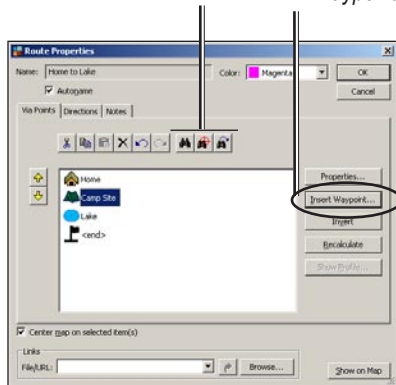 Route Properties
Name: Home to Lake
Color: Magenta
OK
Autoname
Cancel
Via Points Directions Notes
Home
Camp Site
Lake
<end>
Properties...
Insert Waypoint...
Invert
Recalculate
Show Profile...
Center map on selected item(s)
Links
File/URL:
Browse...
Show on Map